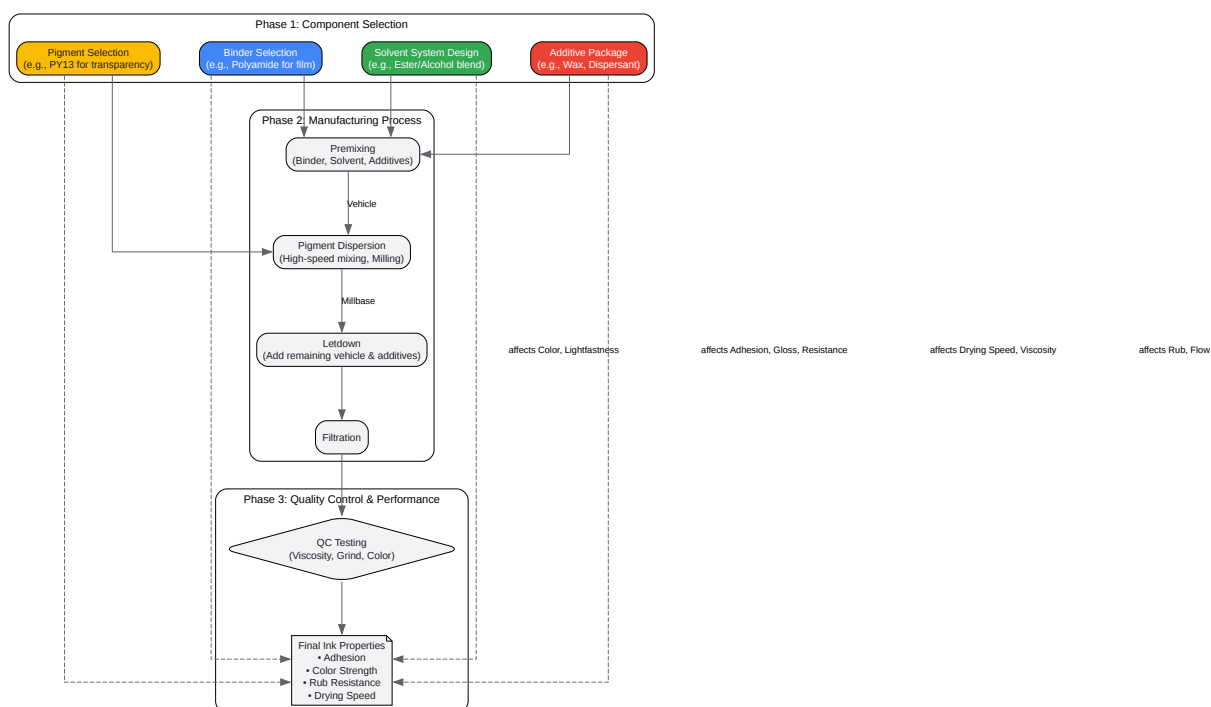 Phase 1: Component Selection
Pigment Selection
(e.g., PY13 for transparency)
Binder Selection
(e.g., Polyamide for film)
Solvent System Design
(e.g., Ester/Alcohol blend)
Additive Package
(e.g., Wax, Dispersant)
Phase 2: Manufacturing Process
Premixing
(Binder, Solvent, Additives)
Vehicle
Pigment Dispersion
(High-speed mixing, Milling)
Millbase
Letdown
(Add remaining vehicle & additives)
affects Color, Lightfastness
affects Adhesion, Gloss, Resistance
affects Drying Speed, Viscosity
affects Rub, Flow
Filtration
Phase 3: Quality Control & Performance
QC Testing
(Viscosity, Grind, Color)
Final Ink Properties
• Adhesion
• Color Strength
• Rub Resistance
• Drying Speed